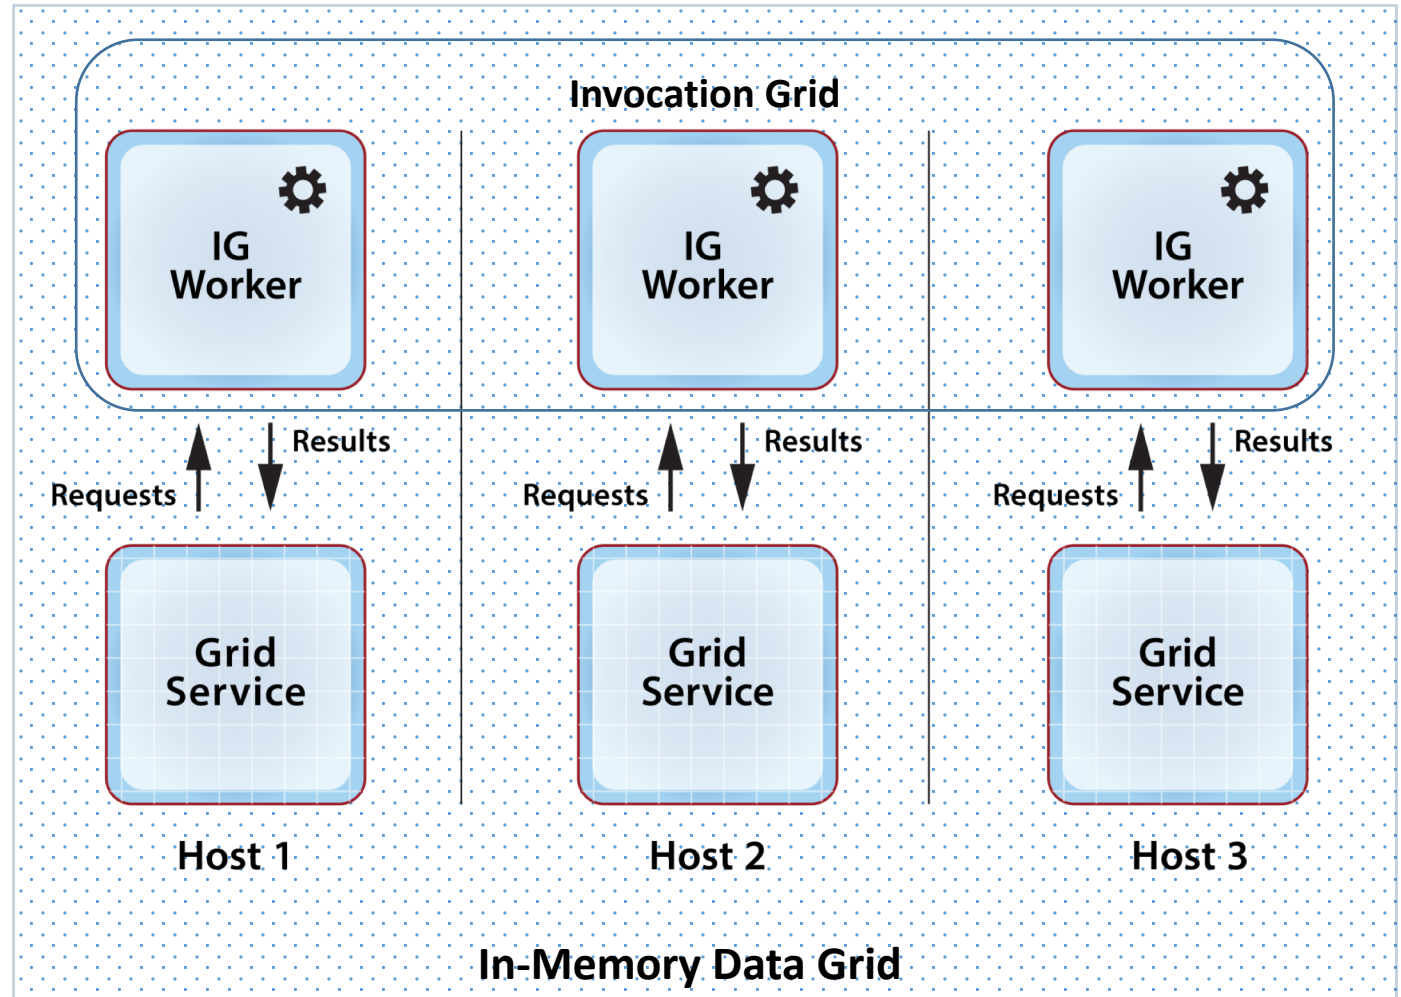 Invocation Grid
IG
Worker
IG
Worker
IG
Worker
Requests
Results
Requests
Results
Requests
Results
Grid
Service
Grid
Service
Grid
Service
Host 1
Host 2
Host 3
In-Memory Data Grid